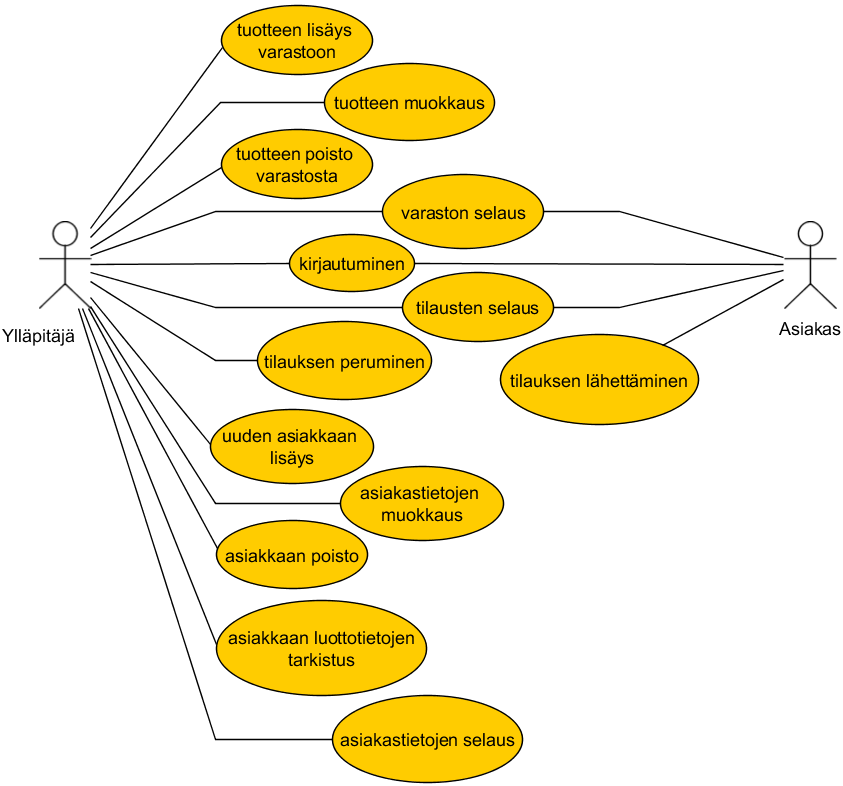 tuotteen lisäys
varastoon
tuotteen muokkaus
tuotteen poisto
varastosta
varaston selaus
kirjautuminen
tilausten selaus
Ylläpitäjä
Asiakas
tilauksen peruminen
tilauksen lähettäminen
uuden asiakkaan
lisäys
asiakastietojen
muokkaus
asiakkaan poisto
asiakkaan luottotietojen
tarkistus
asiakastietojen selaus